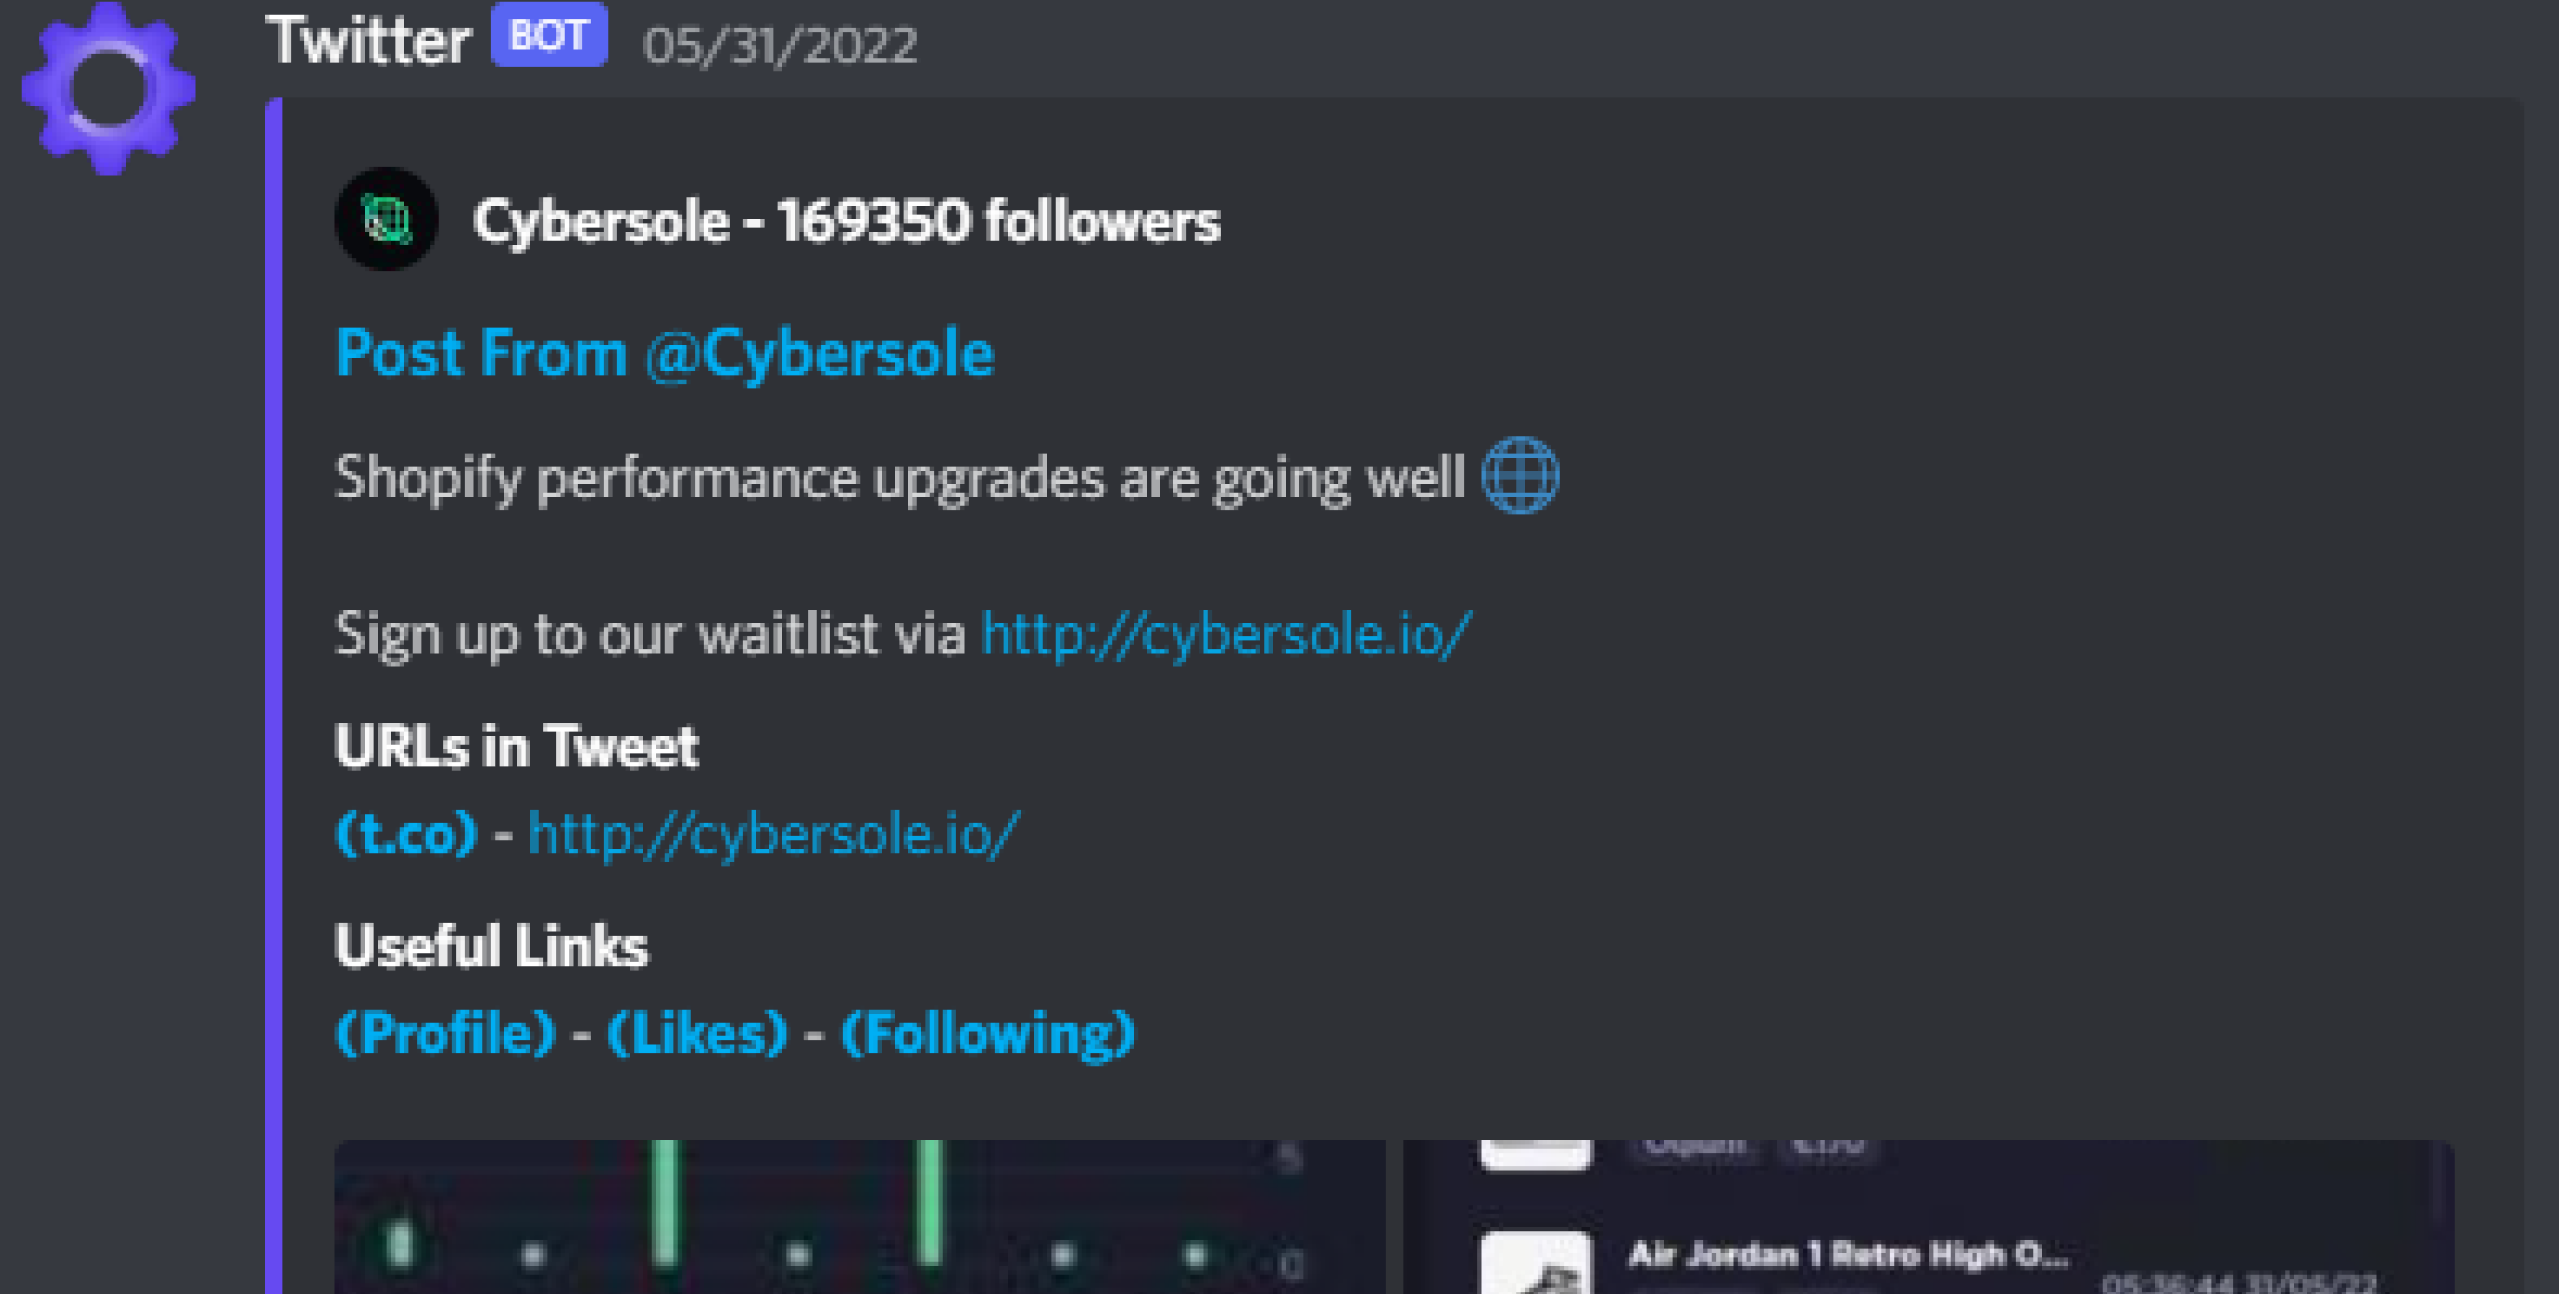 Twitter BOT 05/31/2022
Cybersole - 169350 followers
Post From @Cybersole
Shopify performance upgrades are going well 🌐
Sign up to our waitlist via http://cybersole.io/
URLs in Tweet
(t.co) - http://cybersole.io/
Useful Links
(Profile) - (Likes) - (Following)
5
0
Air Jordan 1 Retro High O...
05:36:44 31/05/22